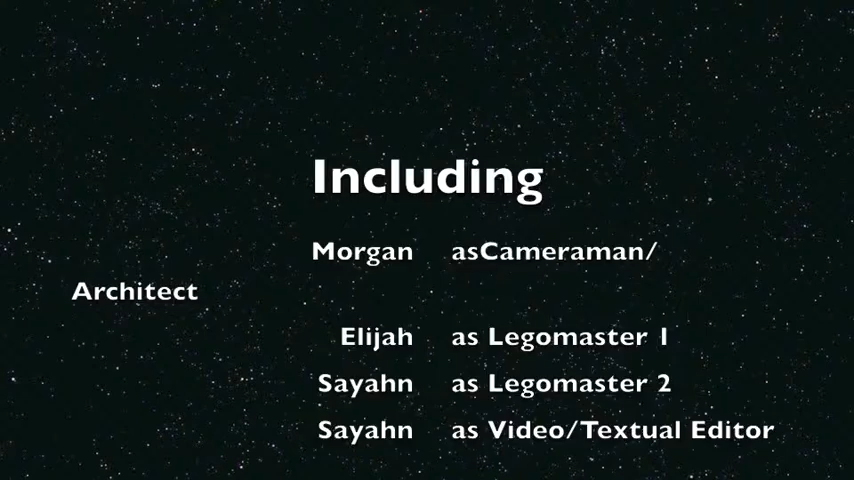 Including
Morgan asCameraman/
Architect
Elijah as Legomaster 1
Sayahn as Legomaster 2
Sayahn as Video/Textual Editor